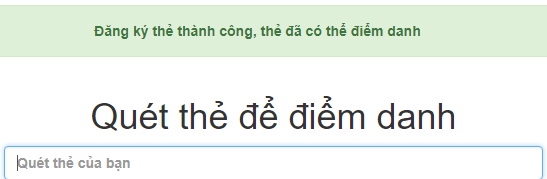 Đăng ký thẻ thành công, thẻ đã có thể điểm danh
Quét thẻ để điểm danh
Quét thẻ của bạn